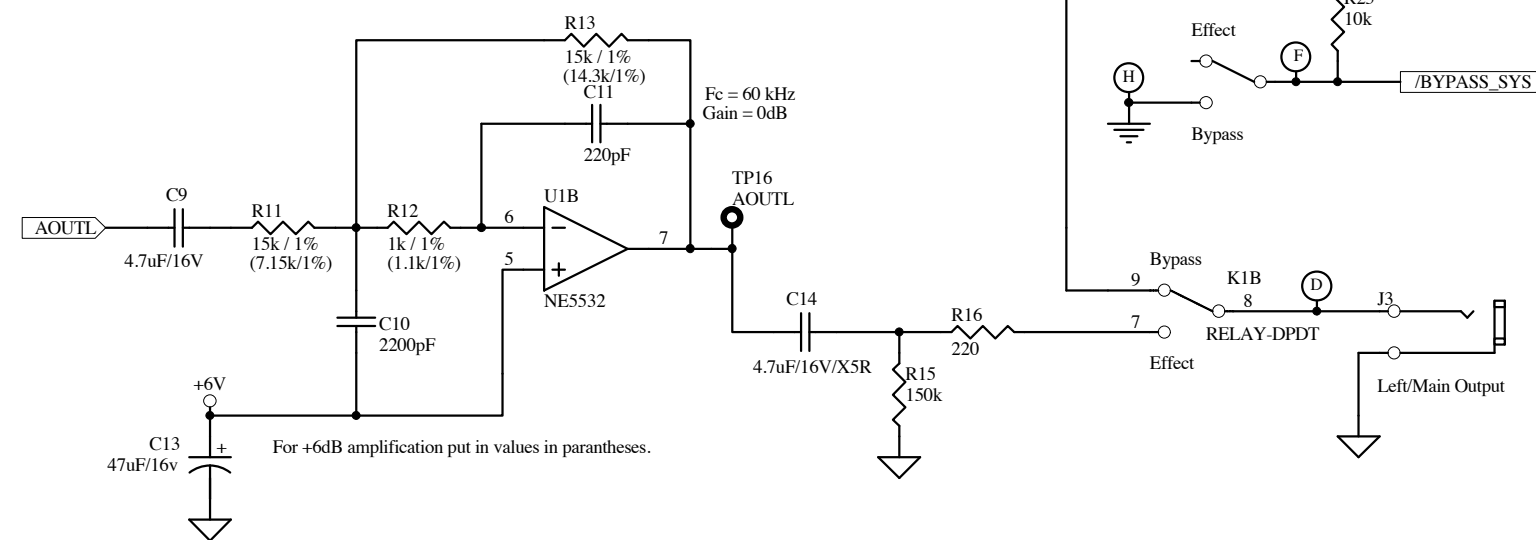 R13
15k / 1%
(14.3k/1%)
C11
220pF
Fc = 60 kHz
Gain = 0dB
AOUTL
C9
4.7uF/16V
R11
15k / 1%
(7.15k/1%)
R12
1k / 1%
(1.1k/1%)
6
5
U1B
7
NE5532
TP16
AOUTL
C10
2200pF
+6V
C13
47uF/16v
+
For +6dB amplification put in values in parantheses.
C14
4.7uF/16V/X5R
R15
150k
R16
220
R25
10k
Effect
F
H
/BYPASS_SYS
Bypass
Bypass
9
K1B
8
D
J3
7
RELAY-DPDT
Effect
Left/Main Output